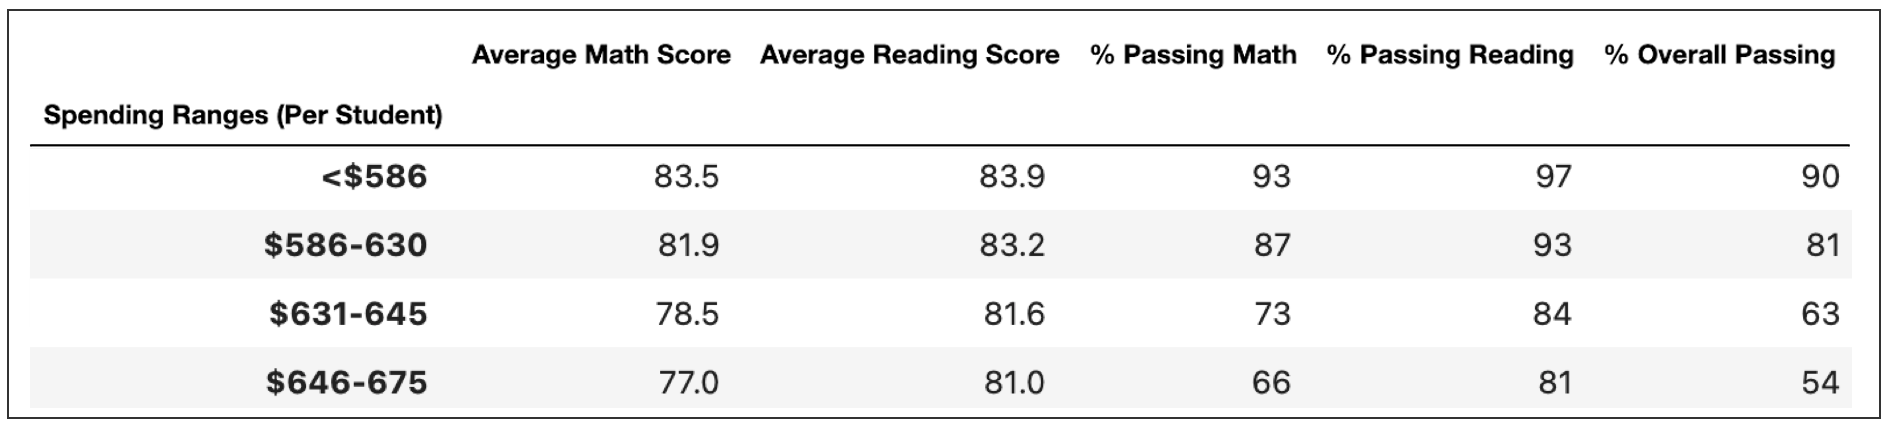 Average Math Score Average Reading Score % Passing Math % Passing Reading % Overall Passing
Spending Ranges (Per Student)
<$586 83.5 83.9 93 97 90
$586-630 81.9 83.2 87 93 81
$631-645 78.5 81.6 73 84 63
$646-675 77.0 81.0 66 81 54